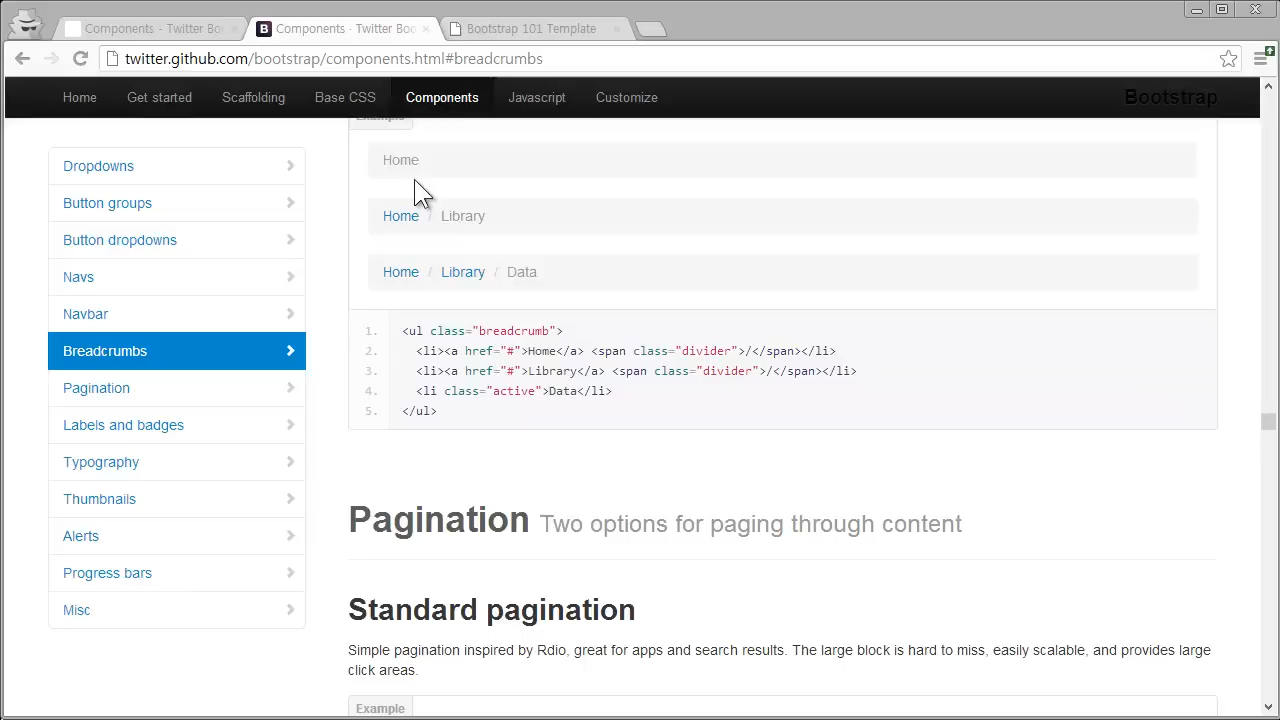 Components - Twitter Bo
Components · Twitter Boo
Bootstrap 101 Template
twitter.github.com/bootstrap/components.html#breadcrumbs
Home Get started Scaffolding Base CSS Components Javascript Customize Bootstrap
Dropdowns
Button groups
Button dropdowns
Navs
Navbar
Breadcrumbs
Pagination
Labels and badges
Typography
Thumbnails
Alerts
Progress bars
Misc
Example
Home
Home / Library
Home / Library / Data
1. <ul class="breadcrumb">
2. <li><a href="#">Home</a> <span class="divider">/</span></li>
3. <li><a href="#">Library</a> <span class="divider">/</span></li>
4. <li class="active">Data</li>
5. </ul>
Pagination Two options for paging through content
Standard pagination
Simple pagination inspired by Rdio, great for apps and search results. The large block is hard to miss, easily scalable, and provides large
click areas.
Example